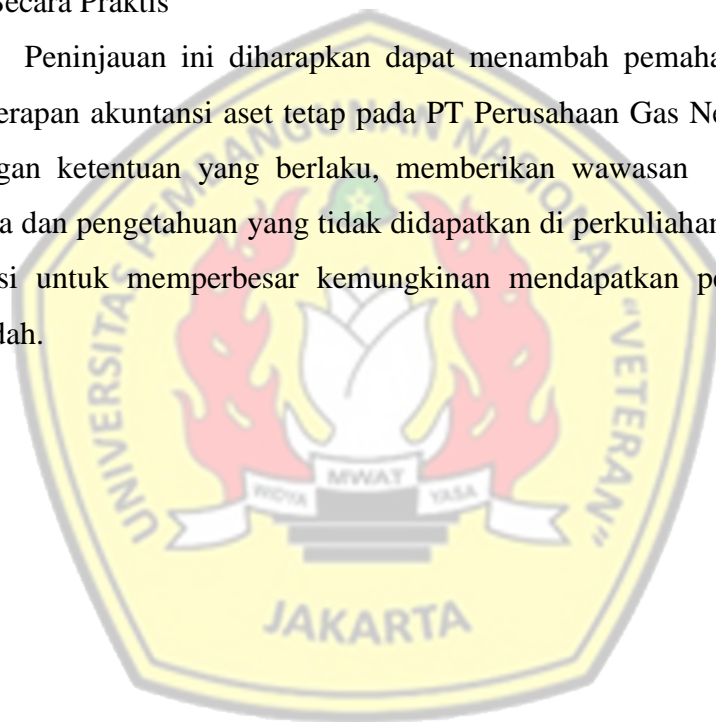 Secara Praktis
Peninjauan ini diharapkan dapat menambah pemaha
erapan akuntansi aset tetap pada PT Perusahaan Gas Ne
gan ketentuan yang berlaku, memberikan wawasan
a dan pengetahuan yang tidak didapatkan di perkuliahan
si untuk memperbesar kemungkinan mendapatkan pe
dah.
UNIVERSITAS PEMBANGUNAN NASIONAL "VETERAN"
WIDYA MWAT YASA
JAKARTA